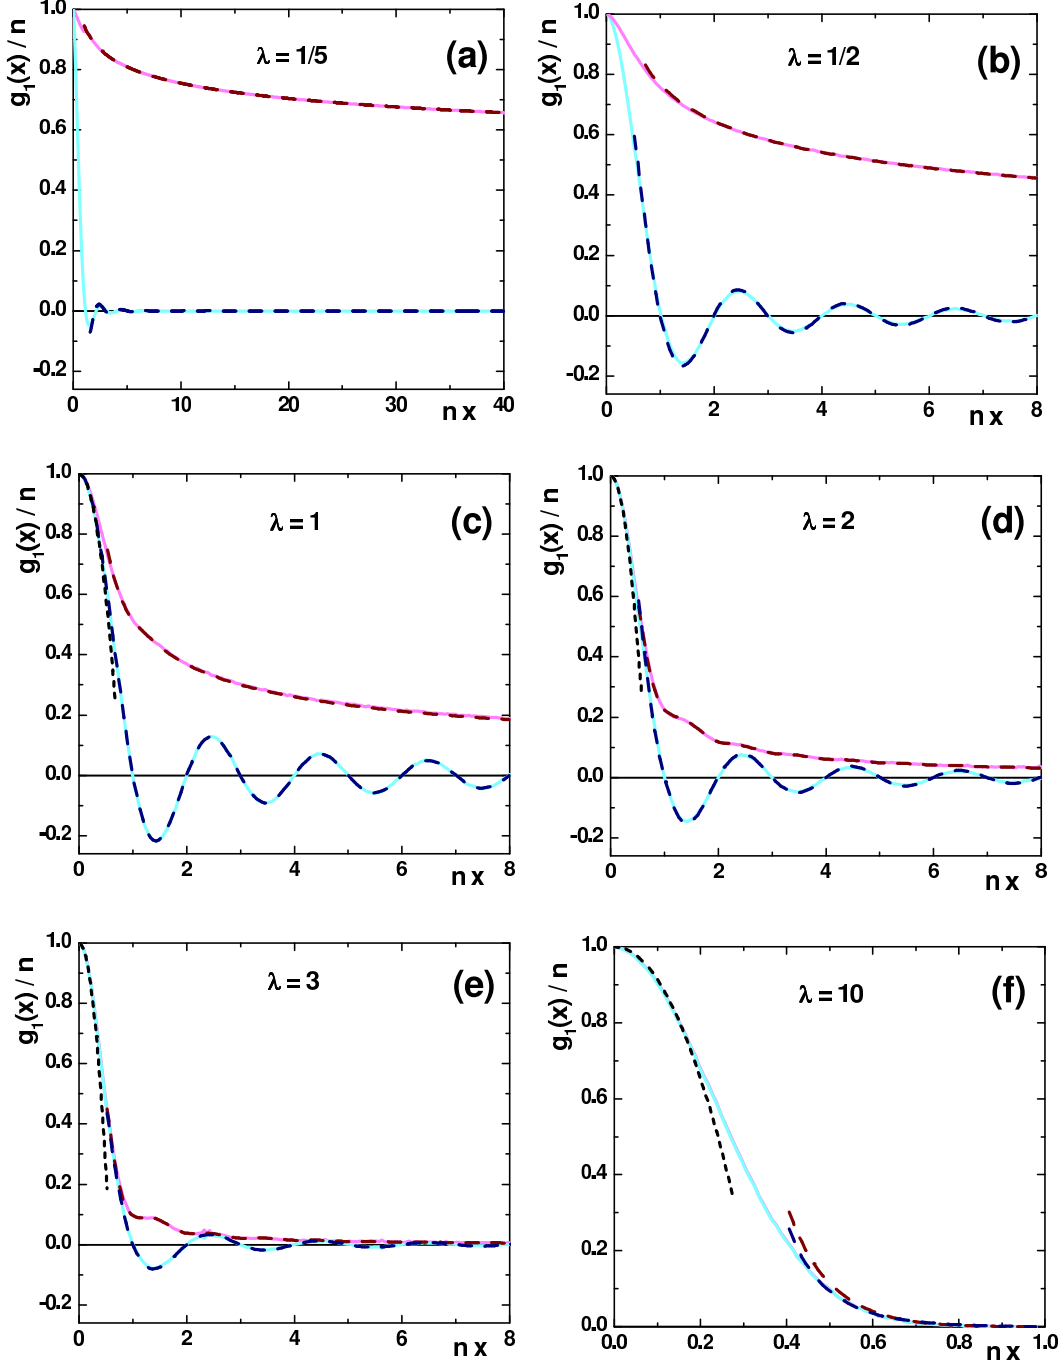 g₁(x) / n
λ = 1/5
(a)
1.0
0.8
0.6
0.4
0.2
0.0
-0.2
0 10 20 30 40
n x
g₁(x) / n
λ = 1/2
(b)
1.0
0.8
0.6
0.4
0.2
0.0
-0.2
0 2 4 6 8
n x
g₁(x) / n
λ = 1
(c)
1.0
0.8
0.6
0.4
0.2
0.0
-0.2
0 2 4 6 8
n x
g₁(x) / n
λ = 2
(d)
1.0
0.8
0.6
0.4
0.2
0.0
-0.2
0 2 4 6 8
n x
g₁(x) / n
λ = 3
(e)
1.0
0.8
0.6
0.4
0.2
0.0
-0.2
0 2 4 6 8
n x
g₁(x) / n
λ = 10
(f)
1.0
0.8
0.6
0.4
0.2
0.0
0.0 0.2 0.4 0.6 0.8 1.0
n x